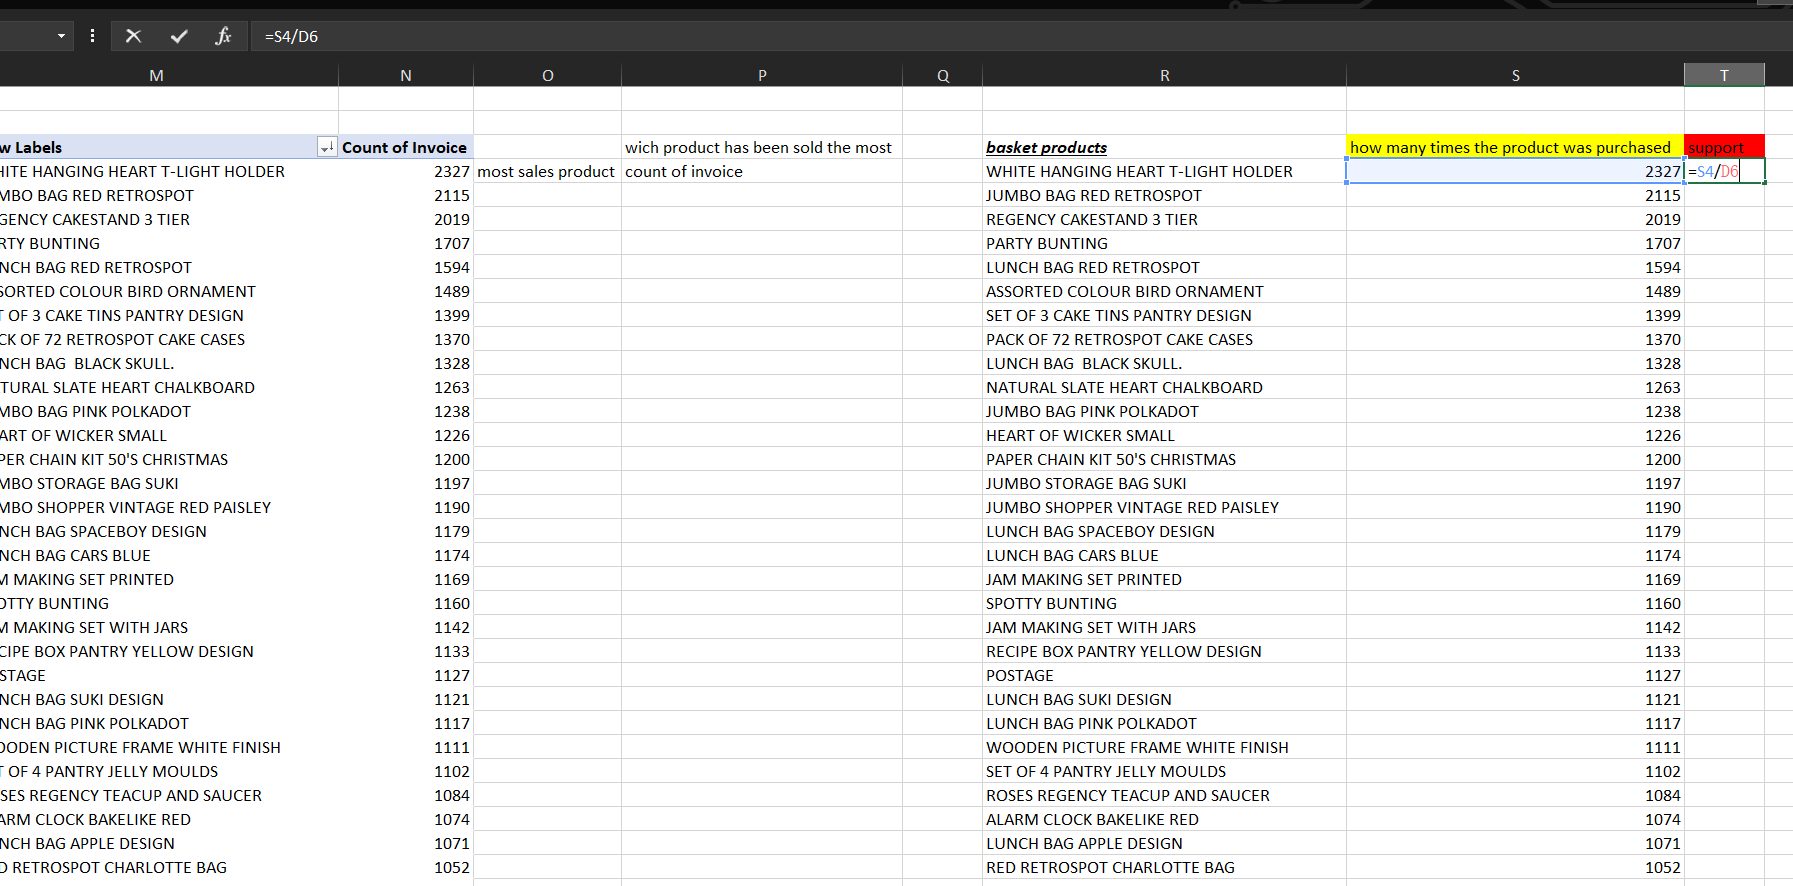 =S4/D6
M N O P Q R S T
w Labels Count of Invoice wich product has been sold the most basket products how many times the product was purchased support
HITE HANGING HEART T-LIGHT HOLDER 2327 most sales product count of invoice WHITE HANGING HEART T-LIGHT HOLDER 2327 =S4/D6
MBO BAG RED RETROSPOT 2115 JUMBO BAG RED RETROSPOT 2115
GENCY CAKESTAND 3 TIER 2019 REGENCY CAKESTAND 3 TIER 2019
RTY BUNTING 1707 PARTY BUNTING 1707
NCH BAG RED RETROSPOT 1594 LUNCH BAG RED RETROSPOT 1594
SORTED COLOUR BIRD ORNAMENT 1489 ASSORTED COLOUR BIRD ORNAMENT 1489
T OF 3 CAKE TINS PANTRY DESIGN 1399 SET OF 3 CAKE TINS PANTRY DESIGN 1399
CK OF 72 RETROSPOT CAKE CASES 1370 PACK OF 72 RETROSPOT CAKE CASES 1370
NCH BAG  BLACK SKULL. 1328 LUNCH BAG  BLACK SKULL. 1328
TURAL SLATE HEART CHALKBOARD 1263 NATURAL SLATE HEART CHALKBOARD 1263
MBO BAG PINK POLKADOT 1238 JUMBO BAG PINK POLKADOT 1238
ART OF WICKER SMALL 1226 HEART OF WICKER SMALL 1226
PER CHAIN KIT 50'S CHRISTMAS 1200 PAPER CHAIN KIT 50'S CHRISTMAS 1200
MBO STORAGE BAG SUKI 1197 JUMBO STORAGE BAG SUKI 1197
MBO SHOPPER VINTAGE RED PAISLEY 1190 JUMBO SHOPPER VINTAGE RED PAISLEY 1190
NCH BAG SPACEBOY DESIGN 1179 LUNCH BAG SPACEBOY DESIGN 1179
NCH BAG CARS BLUE 1174 LUNCH BAG CARS BLUE 1174
M MAKING SET PRINTED 1169 JAM MAKING SET PRINTED 1169
OTTY BUNTING 1160 SPOTTY BUNTING 1160
M MAKING SET WITH JARS 1142 JAM MAKING SET WITH JARS 1142
CIPE BOX PANTRY YELLOW DESIGN 1133 RECIPE BOX PANTRY YELLOW DESIGN 1133
STAGE 1127 POSTAGE 1127
NCH BAG SUKI DESIGN 1121 LUNCH BAG SUKI DESIGN 1121
NCH BAG PINK POLKADOT 1117 LUNCH BAG PINK POLKADOT 1117
OODEN PICTURE FRAME WHITE FINISH 1111 WOODEN PICTURE FRAME WHITE FINISH 1111
T OF 4 PANTRY JELLY MOULDS 1102 SET OF 4 PANTRY JELLY MOULDS 1102
SES REGENCY TEACUP AND SAUCER 1084 ROSES REGENCY TEACUP AND SAUCER 1084
ARM CLOCK BAKELIKE RED 1074 ALARM CLOCK BAKELIKE RED 1074
NCH BAG APPLE DESIGN 1071 LUNCH BAG APPLE DESIGN 1071
D RETROSPOT CHARLOTTE BAG 1052 RED RETROSPOT CHARLOTTE BAG 1052